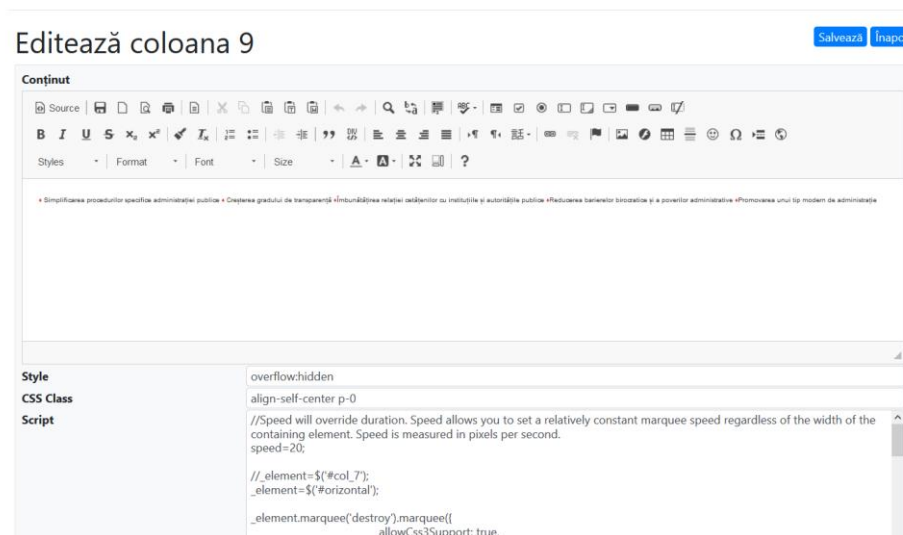 Editează coloana 9
Salvează Înapo
Conținut
Source
Styles Format Font Size
Simplificarea procedurilor specifice administrației publice Creșterea gradului de transparență Îmbunătățirea relației cetățenilor cu instituțiile și autoritățile publice Reducerea barierelor birocratice și a poverilor administrative Promovarea unui tip modern de administrație
Style overflow:hidden
CSS Class align-self-center p-0
Script //Speed will override duration. Speed allows you to set a relatively constant marquee speed regardless of the width of the
containing element. Speed is measured in pixels per second.
speed=20;
//_element=$('#col_7');
_element=$('#orizontal');
_element.marquee('destroy').marquee({
allowCss3Support: true,